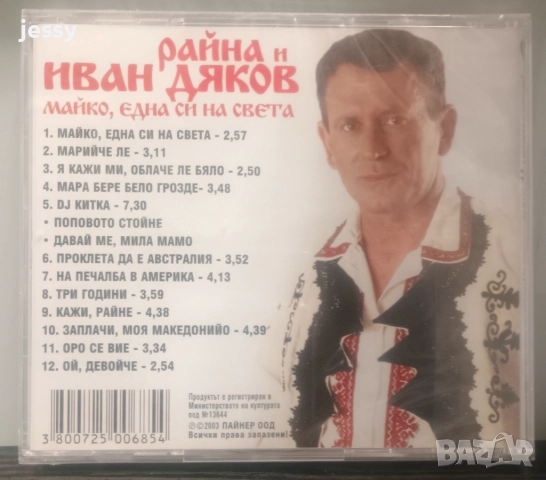 jessy
РАЙНА И
ИВАН ДЯКОВ
МАЙКО, ЕДНА СИ НА СВЕТА
1. МАЙКО, ЕДНА СИ НА СВЕТА - 2,57
2. МАРИЙЧЕ ЛЕ - 3,11
3. Я КАЖИ МИ, ОБЛАЧЕ ЛЕ БЯЛО - 2,50
4. МАРА БЕРЕ БЕЛО ГРОЗДЕ- 3,48
5. DJ КИТКА - 7,30
• ПОПОВОТО СТОЙНЕ
• ДАВАЙ МЕ, МИЛА МАМО
6. ПРОКЛЕТА ДА Е АВСТРАЛИЯ - 3,52
7. НА ПЕЧАЛБА В АМЕРИКА - 4,13
8. ТРИ ГОДИНИ - 3,59
9. КАЖИ, РАЙНЕ - 4,38
10. ЗАПЛАЧИ, МОЯ МАКЕДОНИЙО - 4,39
11. ОРО СЕ ВИЕ - 3,34
12. ОЙ, ДЕВОЙЧЕ - 2,54
Продуктът е регистриран в
Министерството на културата
под №13644
℗©2003 ПАЙНЕР ООД
Всички права запазени!
3 800725 006854
BAZAR